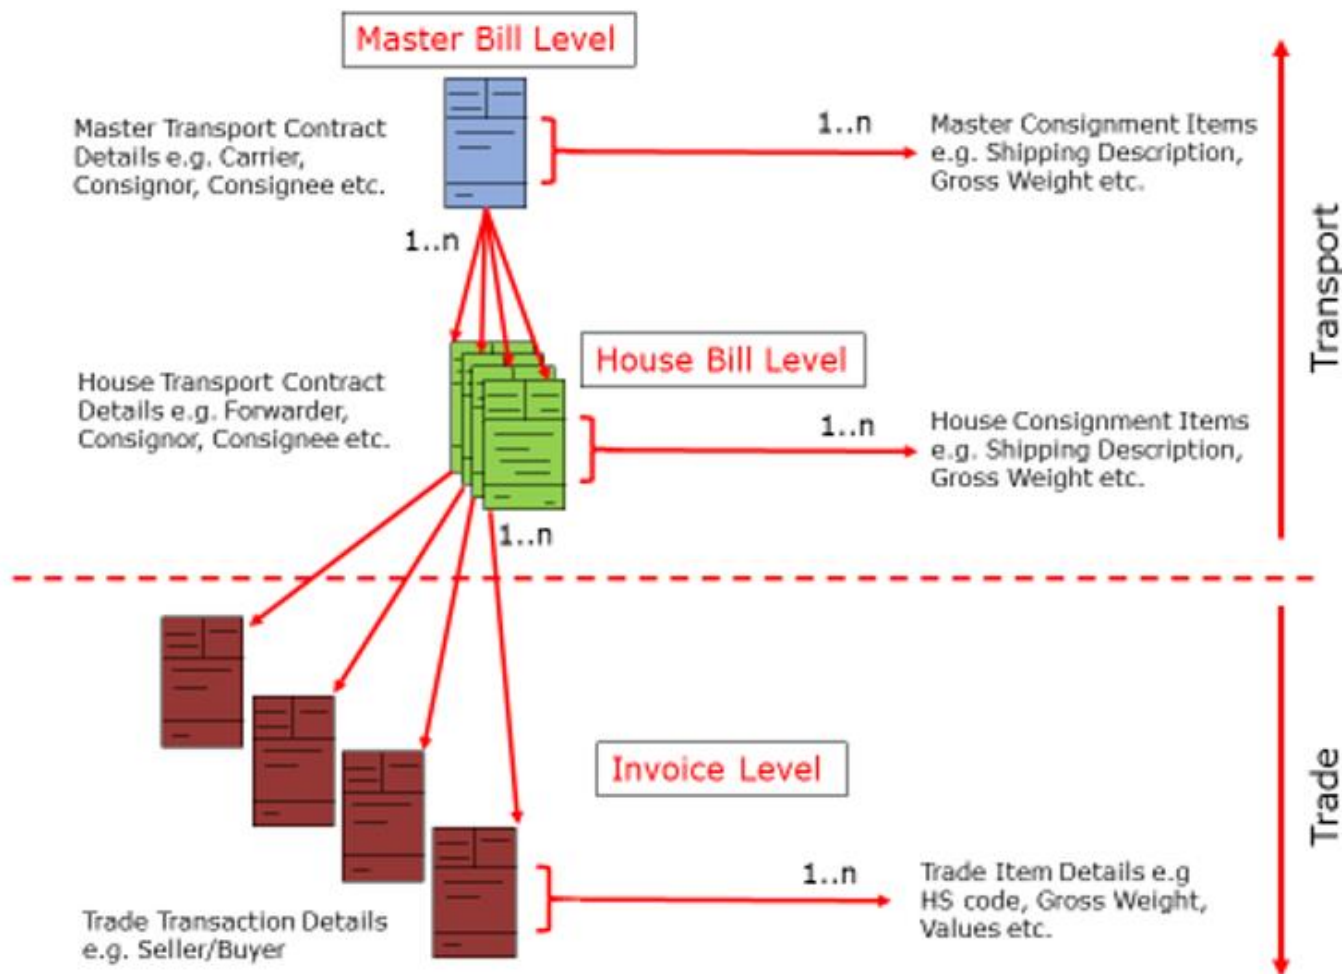 Master Bill Level
Master Transport Contract
Details e.g. Carrier,
Consignor, Consignee etc.
1..n
Master Consignment Items
e.g. Shipping Description,
Gross Weight etc.
1..n
Transport
House Bill Level
House Transport Contract
Details e.g. Forwarder,
Consignor, Consignee etc.
1..n
House Consignment Items
e.g. Shipping Description,
Gross Weight etc.
1..n
Invoice Level
Trade
Trade Transaction Details
e.g. Seller/Buyer
1..n
Trade Item Details e.g
HS code, Gross Weight,
Values etc.